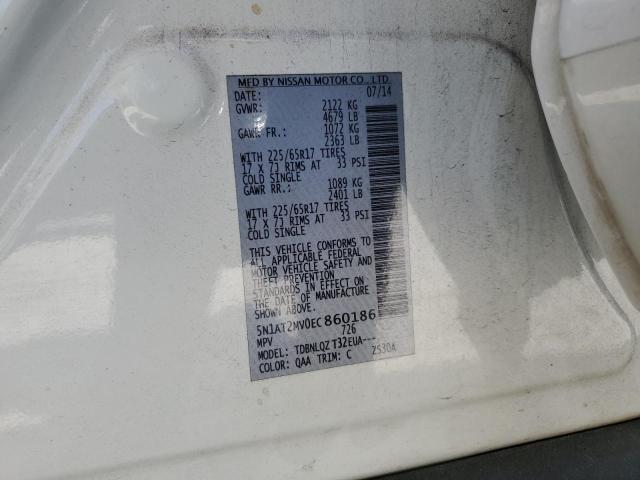 MFD BY NISSAN MOTOR CO., LTD.
DATE: 07/14
GVWR: 2122 KG
4679 LB
GAWR FR.: 1072 KG
2363 LB
WITH 225/65R17 TIRES
17 X 7J RIMS AT 33 PSI
COLD SINGLE
GAWR RR.: 1089 KG
2401 LB
WITH 225/65R17 TIRES
17 X 7J RIMS AT 33 PSI
COLD SINGLE
THIS VEHICLE CONFORMS TO
ALL APPLICABLE FEDERAL
MOTOR VEHICLE SAFETY AND
THEFT PREVENTION
STANDARDS IN EFFECT ON
THE DATE OF MANUFACTURE
SHOWN ABOVE.
5N1AT2MV0EC860186
MPV 726
MODEL: TDBNLQZ T32EUA---
COLOR: QAA TRIM: C 2530A